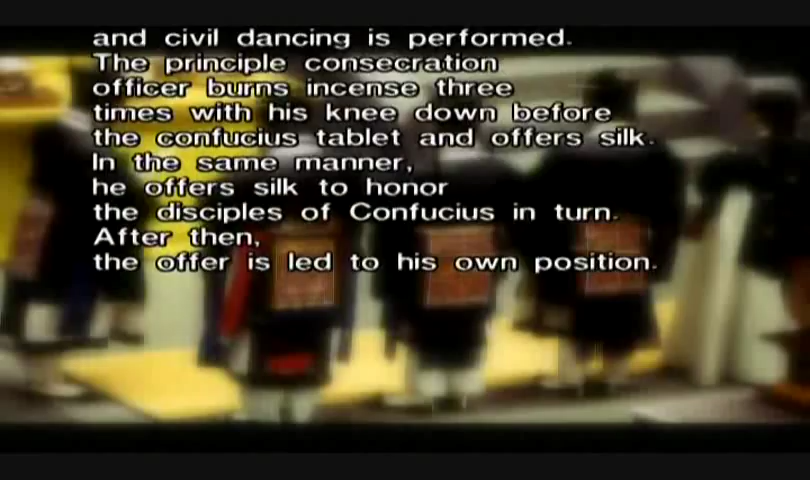 and civil dancing is performed.
The principle consecration
officer burns incense three
times with his knee down before
the confucius tablet and offers silk.
In the same manner,
he offers silk to honor
the disciples of Confucius in turn.
After then,
the offer is led to his own position.